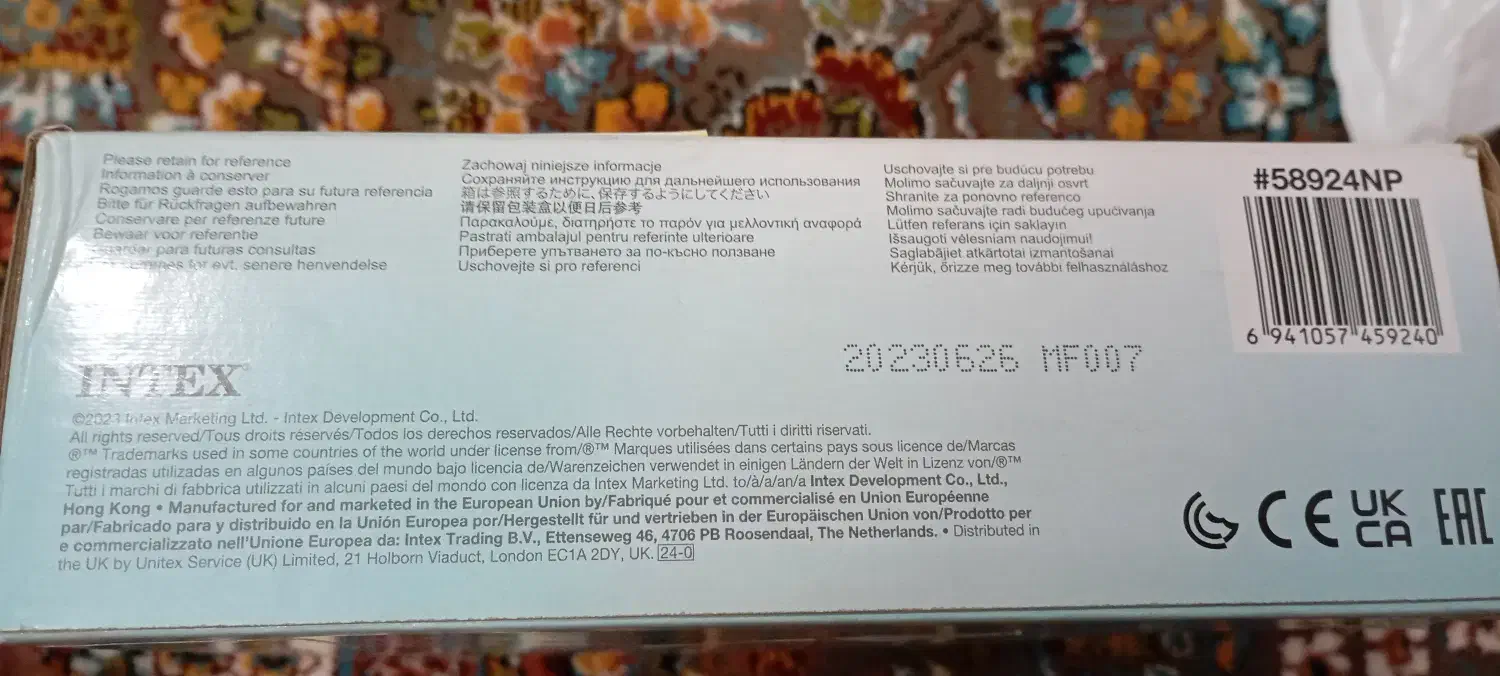 Please retain for reference
Information à conserver
Rogamos guarde esto para su futura referencia
Bitte für Rückfragen aufbewahren
Conservare per referenze future
Bewaar voor referentie
para futuras consultas
for evt. senere henvendelse
Zachowaj niniejsze informacje
Сохраняйте инструкцию для дальнейшего использования
箱は参照するために、保存するようにしてください
请保留包装盒以便日后参考
Παρακαλούμε, διατηρήστε το παρόν για μελλοντική αναφορά
Pastrati ambalajul pentru referinte ulterioare
Приберете упътването за по-късно ползване
Uschovejte si pro referenci
Uschovajte si pre budúcu potrebu
Molimo sačuvajte za daljnji osvrt
Shranite za ponovno referenco
Molimo sačuvajte radi budućeg upućivanja
Lütfen referans için saklayın
Išsaugoti vėlesniam naudojimui!
Saglabājiet atkārtotai izmantošanai
Kérjük, őrizze meg további felhasználáshoz
#58924NP
6 941057 459240
20230626 MF007
INTEX
©2023 Intex Marketing Ltd. - Intex Development Co., Ltd.
All rights reserved/Tous droits réservés/Todos los derechos reservados/Alle Rechte vorbehalten/Tutti i diritti riservati.
®™ Trademarks used in some countries of the world under license from/®™ Marques utilisées dans certains pays sous licence de/Marcas
registradas utilizadas en algunos países del mundo bajo licencia de/Warenzeichen verwendet in einigen Ländern der Welt in Lizenz von/®™
Tutti i marchi di fabbrica utilizzati in alcuni paesi del mondo con licenza da Intex Marketing Ltd. to/à/a/an/a Intex Development Co., Ltd.,
Hong Kong • Manufactured for and marketed in the European Union by/Fabriqué pour et commercialisé en Union Européenne
par/Fabricado para y distribuido en la Unión Europea por/Hergestellt für und vertrieben in der Europäischen Union von/Prodotto per
e commercializzato nell'Unione Europea da: Intex Trading B.V., Ettenseweg 46, 4706 PB Roosendaal, The Netherlands. • Distributed in
the UK by Unitex Service (UK) Limited, 21 Holborn Viaduct, London EC1A 2DY, UK. 24-0
CE UK CA EAC